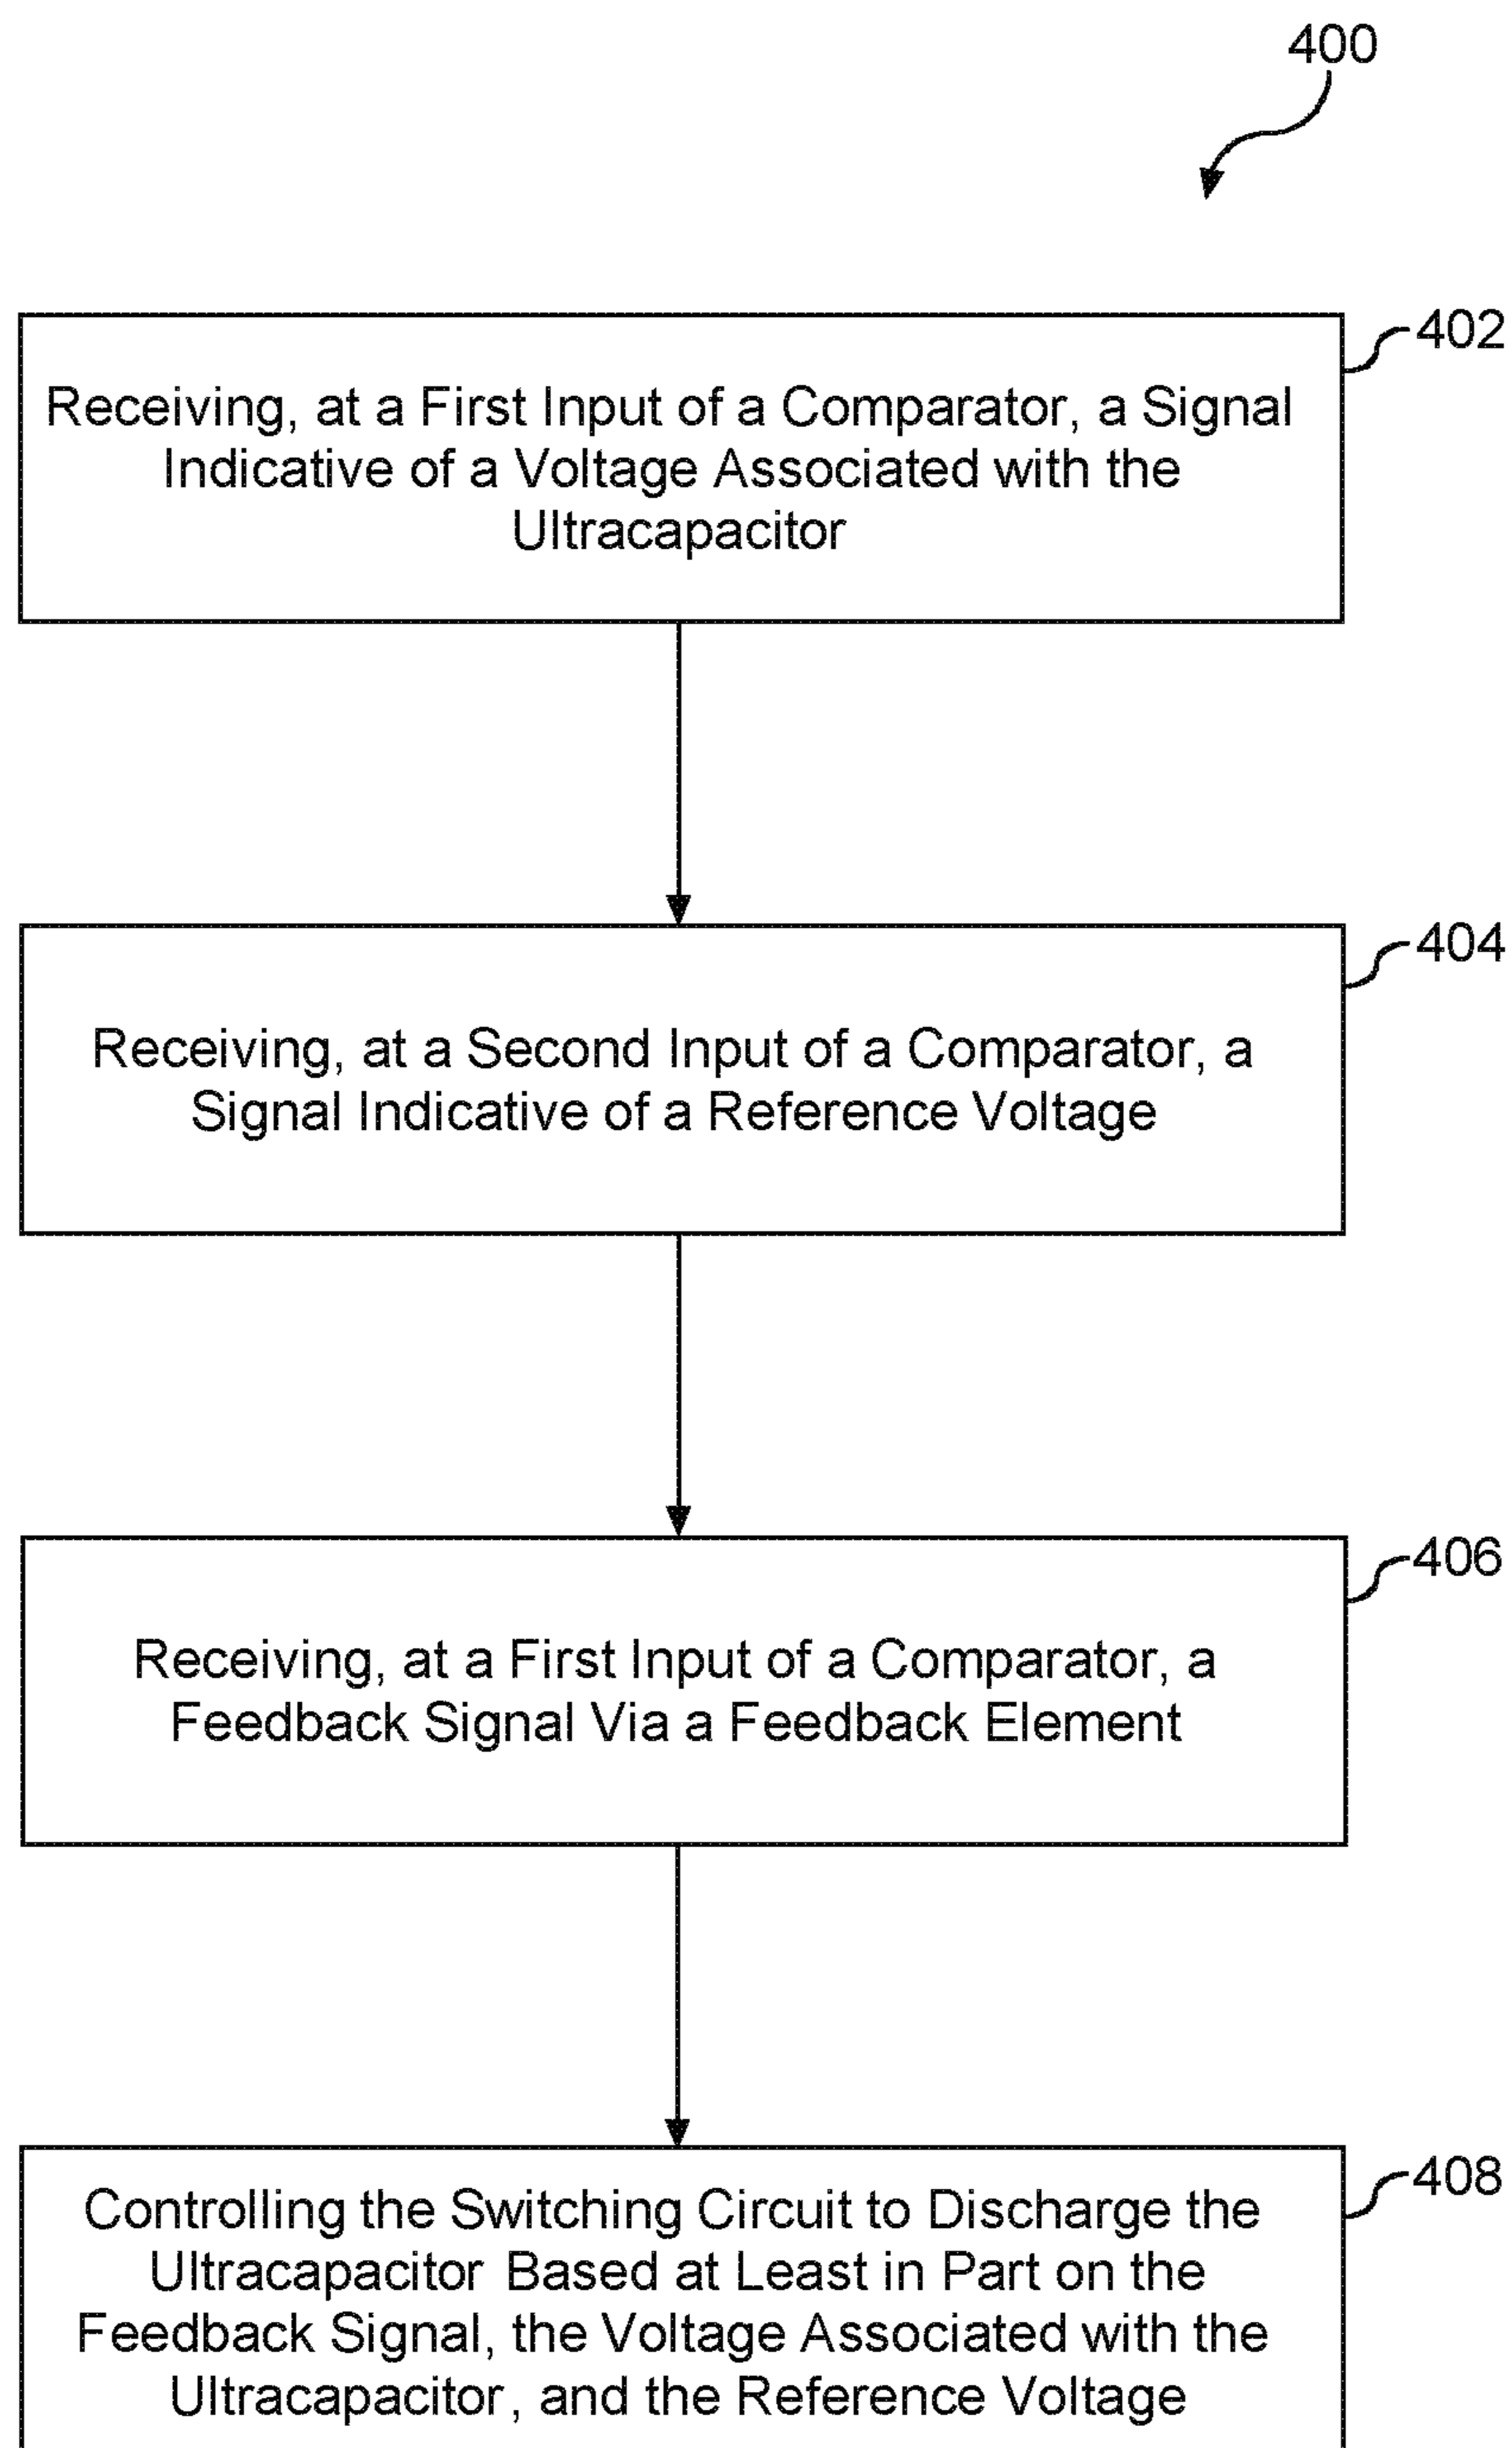 400
402
Receiving, at a First Input of a Comparator, a Signal
Indicative of a Voltage Associated with the
Ultracapacitor
404
Receiving, at a Second Input of a Comparator, a
Signal Indicative of a Reference Voltage
406
Receiving, at a First Input of a Comparator, a
Feedback Signal Via a Feedback Element
408
Controlling the Switching Circuit to Discharge the
Ultracapacitor Based at Least in Part on the
Feedback Signal, the Voltage Associated with the
Ultracapacitor, and the Reference Voltage